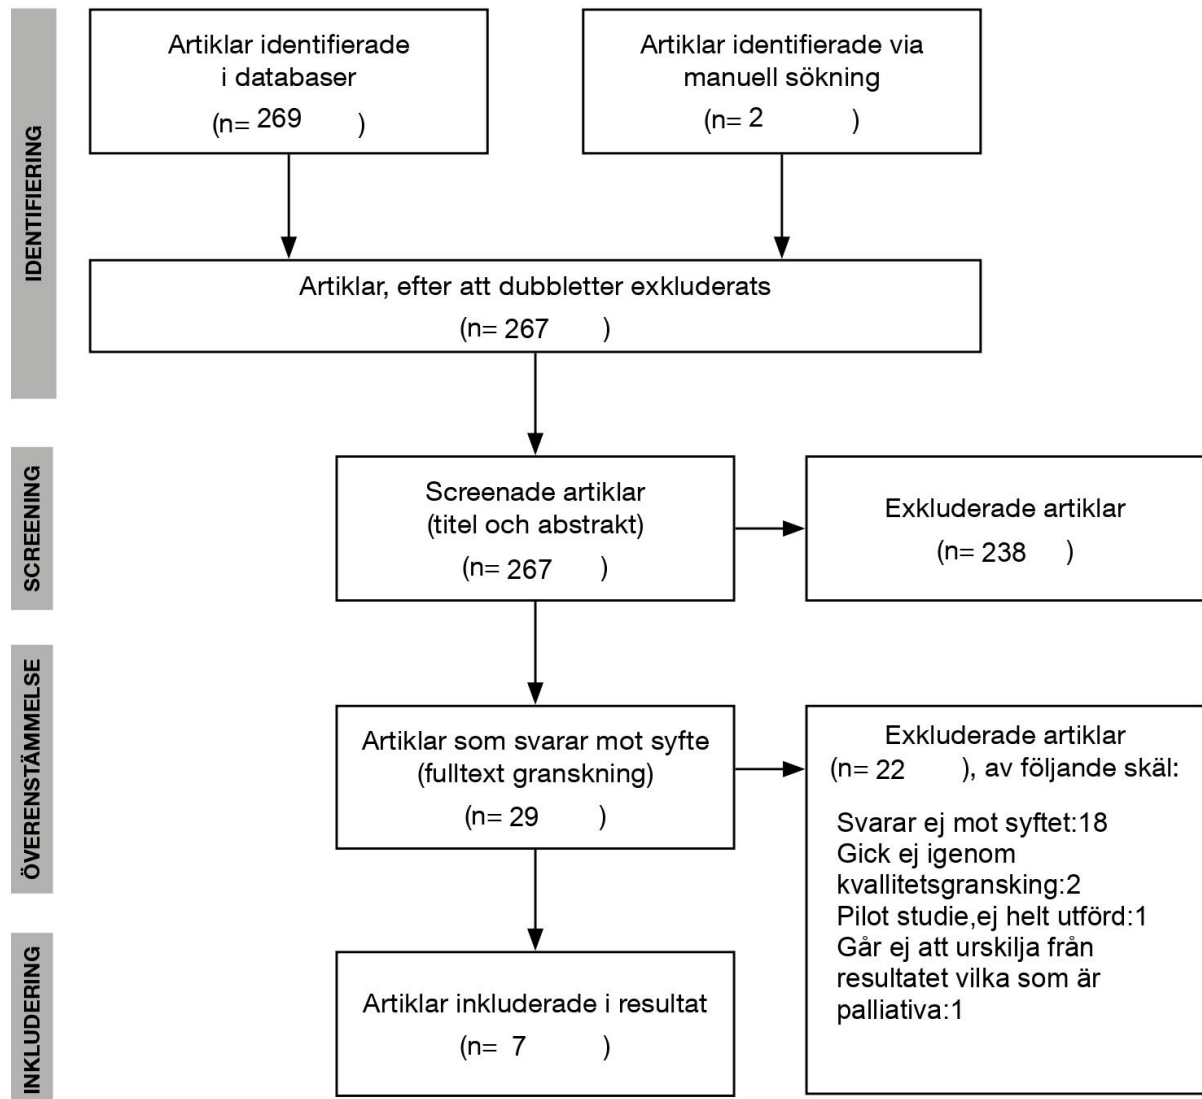 IDENTIFIERING
Artiklar identifierade
i databaser
(n= 269 )
Artiklar identifierade via
manuell sökning
(n= 2 )
Artiklar, efter att dubbletter exkluderats
(n= 267 )
SCREENING
Screenade artiklar
(titel och abstrakt)
(n= 267 )
Exkluderade artiklar
(n= 238 )
ÖVERENSTÄMMELSE
Artiklar som svarar mot syfte
(fulltext granskning)
(n= 29 )
Exkluderade artiklar
(n= 22 ), av följande skäl:
Svarar ej mot syftet:18
Gick ej igenom
kvallitetsgransking:2
Pilot studie,ej helt utförd:1
Går ej att urskilja från
resultatet vilka som är
palliativa:1
INKLUDERING
Artiklar inkluderade i resultat
(n= 7 )